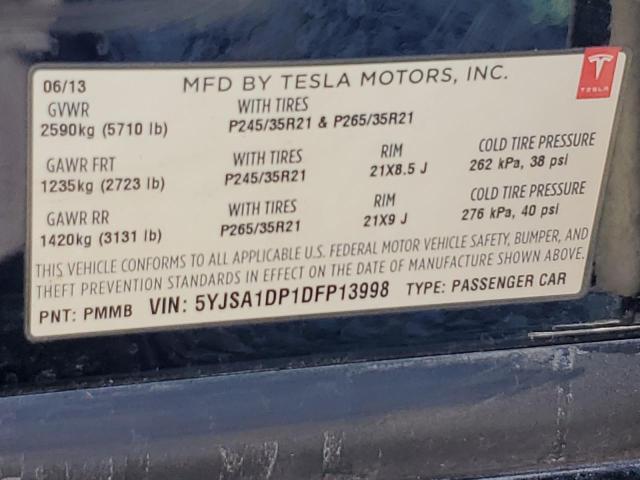 06/13 MFD BY TESLA MOTORS, INC.
TESLA
GVWR WITH TIRES
2590kg (5710 lb) P245/35R21 & P265/35R21
GAWR FRT WITH TIRES RIM COLD TIRE PRESSURE
1235kg (2723 lb) P245/35R21 21X8.5 J 262 kPa, 38 psi
GAWR RR WITH TIRES RIM COLD TIRE PRESSURE
1420kg (3131 lb) P265/35R21 21X9 J 276 kPa, 40 psi
THIS VEHICLE CONFORMS TO ALL APPLICABLE U.S. FEDERAL MOTOR VEHICLE SAFETY, BUMPER, AND
THEFT PREVENTION STANDARDS IN EFFECT ON THE DATE OF MANUFACTURE SHOWN ABOVE.
PNT: PMMB VIN: 5YJSA1DP1DFP13998 TYPE: PASSENGER CAR